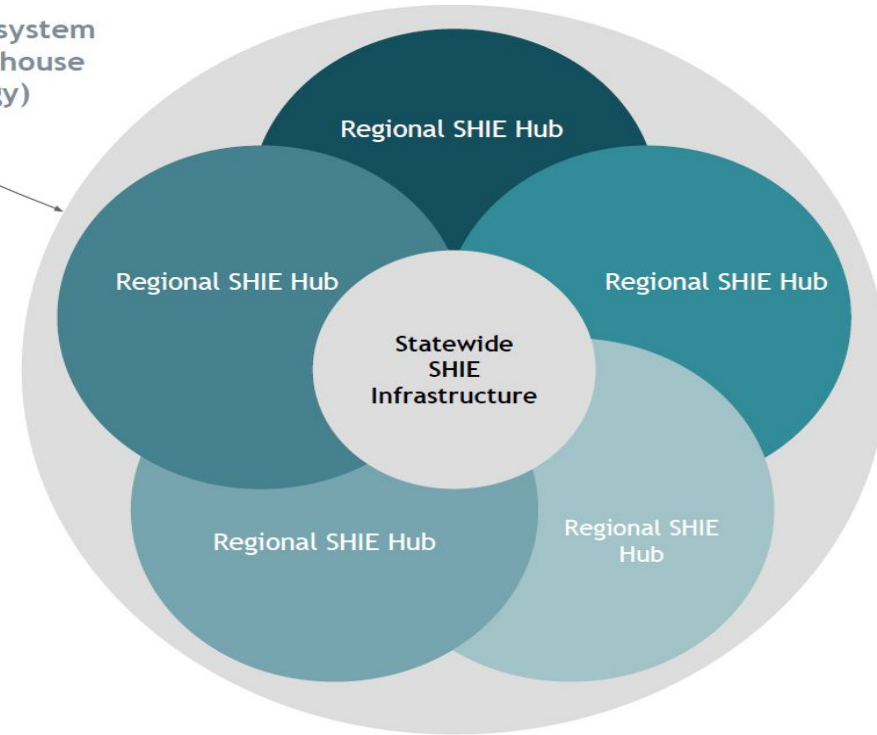 system
house
gy)
Regional SHIE Hub
Regional SHIE Hub
Regional SHIE Hub
Statewide
SHIE
Infrastructure
Regional SHIE Hub
Regional SHIE
Hub